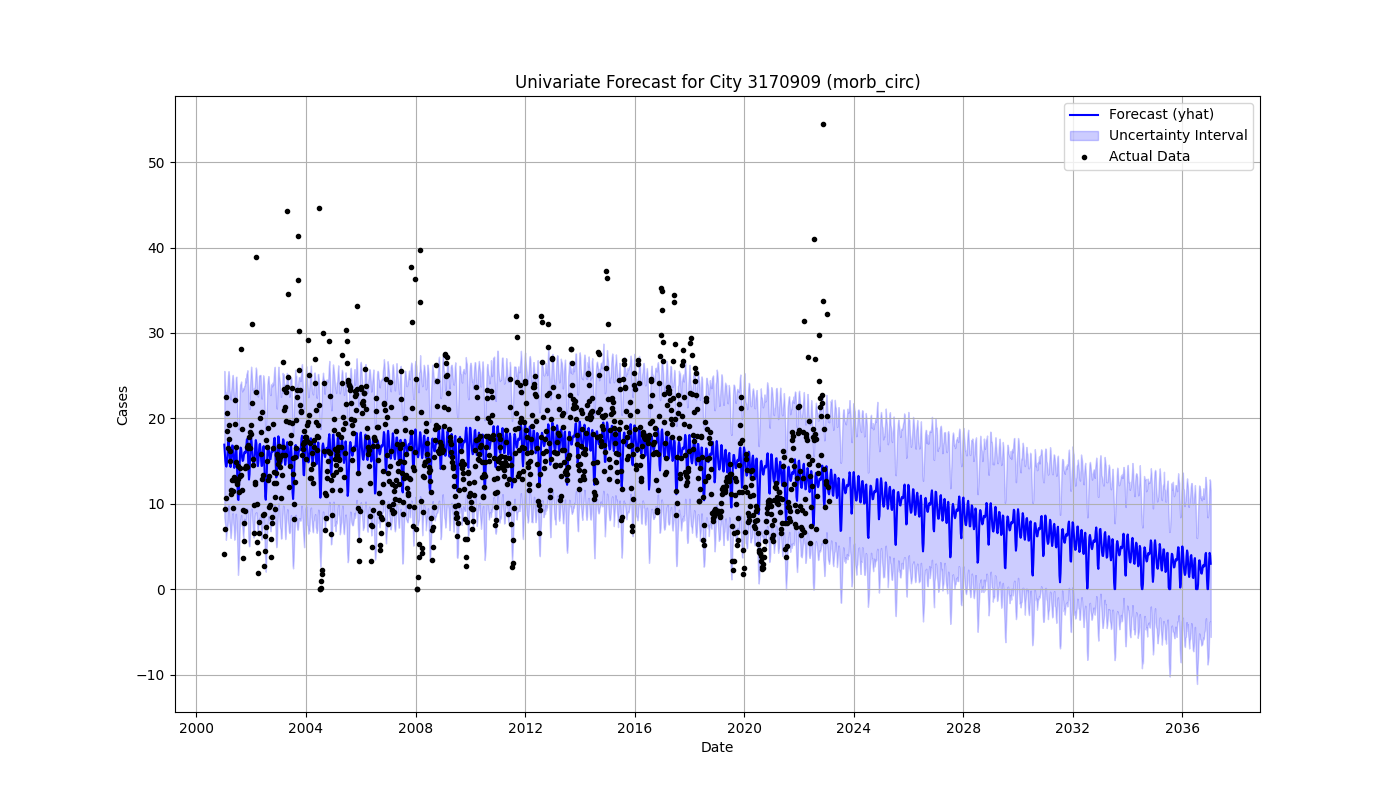 Univariate Forecast for City 3170909 (morb_circ)
Forecast (yhat)
Uncertainty Interval
Actual Data
Cases
50
40
30
20
10
0
−10
2000 2004 2008 2012 2016 2020 2024 2028 2032 2036
Date